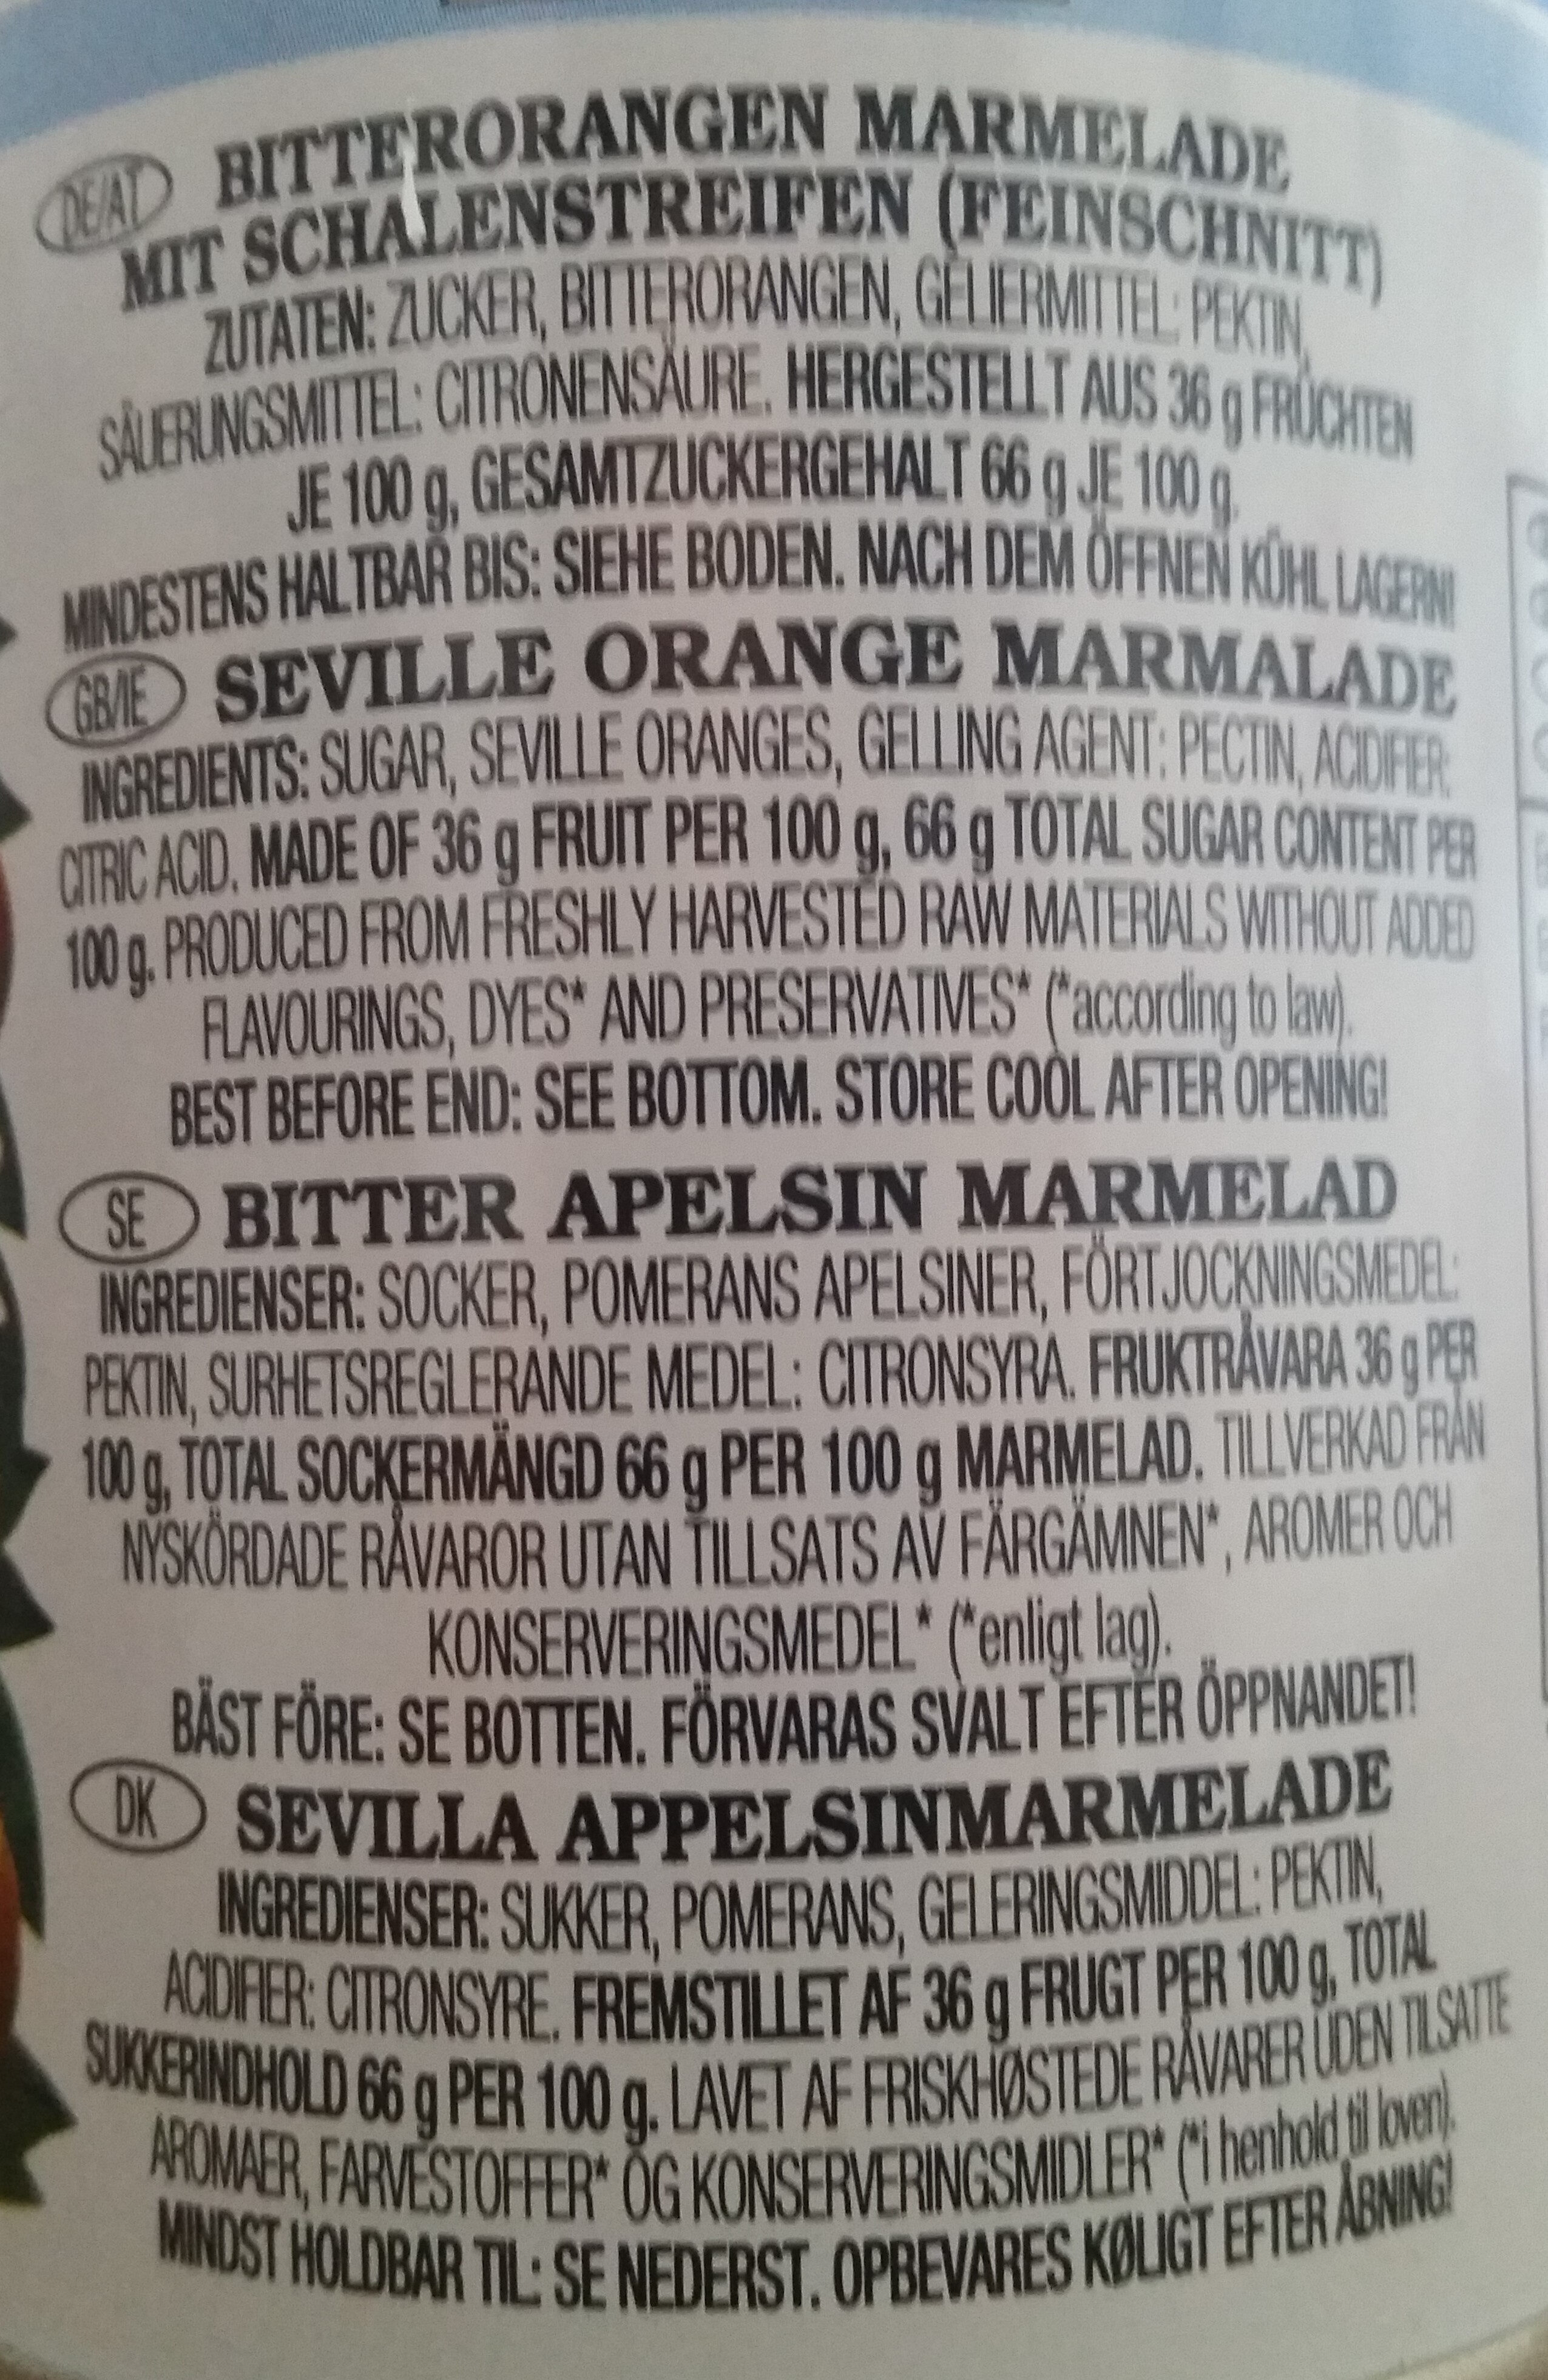 DE/AT BITTERORANGEN MARMELADE
MIT SCHALENSTREIFEN (FEINSCHNITT)
ZUTATEN: ZUCKER, BITTERORANGEN, GELIERMITTEL: PEKTIN,
SÄUERUNGSMITTEL: CITRONENSÄURE. HERGESTELLT AUS 36 g FRÜCHTEN
JE 100 g, GESAMTZUCKERGEHALT 66 g JE 100 g.
MINDESTENS HALTBAR BIS: SIEHE BODEN. NACH DEM ÖFFNEN KÜHL LAGERN!
GB/IE SEVILLE ORANGE MARMALADE
INGREDIENTS: SUGAR, SEVILLE ORANGES, GELLING AGENT: PECTIN, ACIDIFIER:
CITRIC ACID. MADE OF 36 g FRUIT PER 100 g, 66 g TOTAL SUGAR CONTENT PER
100 g. PRODUCED FROM FRESHLY HARVESTED RAW MATERIALS WITHOUT ADDED
FLAVOURINGS, DYES* AND PRESERVATIVES* (*according to law).
BEST BEFORE END: SEE BOTTOM. STORE COOL AFTER OPENING!
SE BITTER APELSIN MARMELAD
INGREDIENSER: SOCKER, POMERANS APELSINER, FÖRTJOCKNINGSMEDEL:
PEKTIN, SURHETSREGLERANDE MEDEL: CITRONSYRA. FRUKTRÅVARA 36 g PER
100 g, TOTAL SOCKERMÄNGD 66 g PER 100 g MARMELAD. TILLVERKAD FRÅN
NYSKÖRDADE RÅVAROR UTAN TILLSATS AV FÄRGÄMNEN*, AROMER OCH
KONSERVERINGSMEDEL* (*enligt lag).
BÄST FÖRE: SE BOTTEN. FÖRVARAS SVALT EFTER ÖPPNANDET!
DK SEVILLA APPELSINMARMELADE
INGREDIENSER: SUKKER, POMERANS, GELERINGSMIDDEL: PEKTIN,
ACIDIFIER: CITRONSYRE. FREMSTILLET AF 36 g FRUGT PER 100 g, TOTAL
SUKKERINDHOLD 66 g PER 100 g. LAVET AF FRISKHØSTEDE RÅVARER UDEN TILSATTE
AROMAER, FARVESTOFFER* OG KONSERVERINGSMIDLER* (*i henhold til loven).
MINDST HOLDBAR TIL: SE NEDERST. OPBEVARES KØLIGT EFTER ÅBNING!